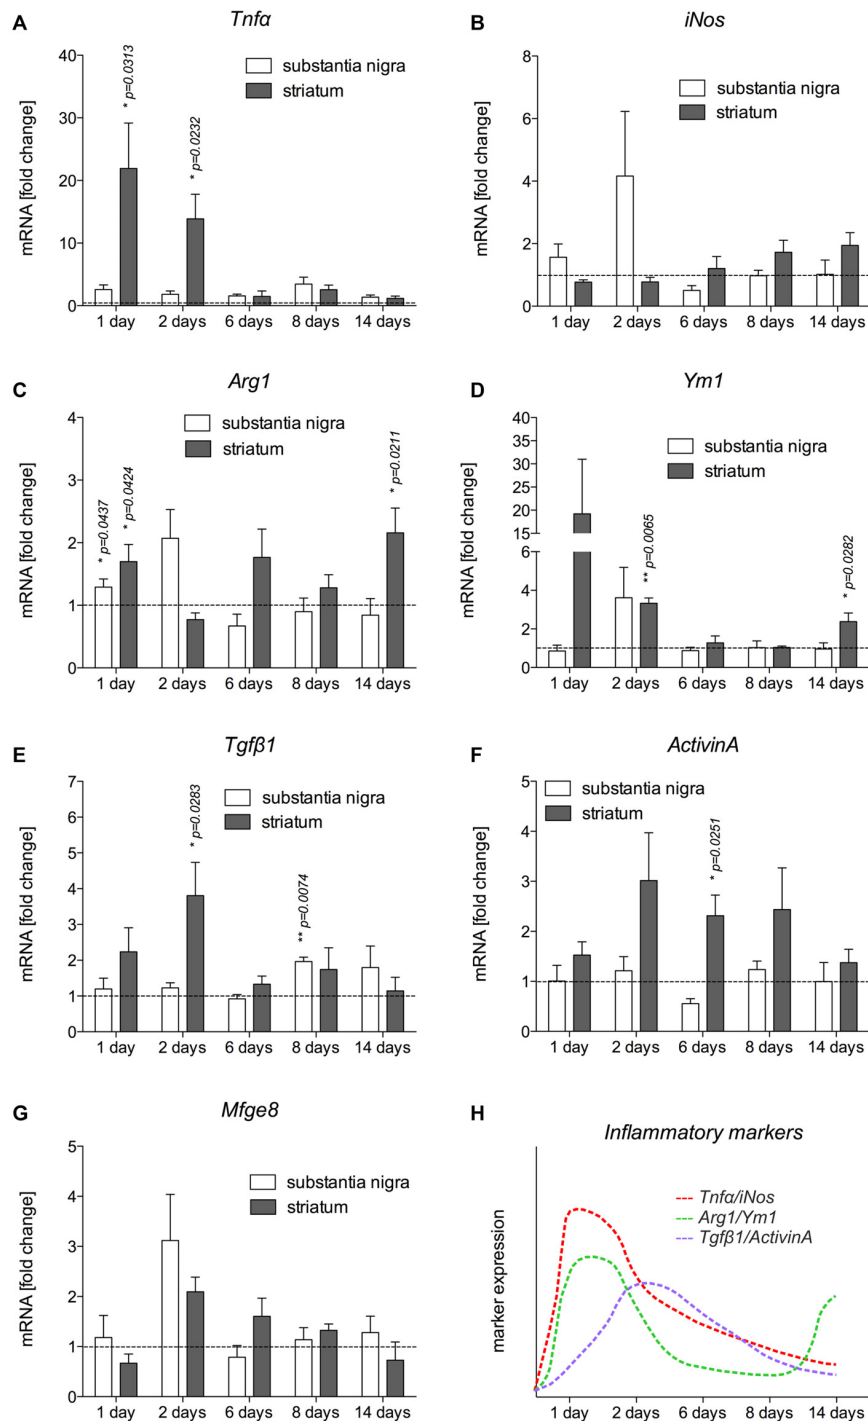 A
Tnfα
mRNA [fold change]
40
30
20
10
0
substantia nigra
striatum
* p=0.0313
* p=0.0232
1 day 2 days 6 days 8 days 14 days
B
iNos
mRNA [fold change]
8
6
4
2
0
substantia nigra
striatum
1 day 2 days 6 days 8 days 14 days
C
Arg1
mRNA [fold change]
4
3
2
1
0
substantia nigra
striatum
* p=0.0437
* p=0.0424
* p=0.0211
1 day 2 days 6 days 8 days 14 days
D
Ym1
mRNA [fold change]
40
35
30
25
20
15
6
4
2
0
substantia nigra
striatum
** p=0.0065
* p=0.0282
1 day 2 days 6 days 8 days 14 days
E
Tgfβ1
mRNA [fold change]
7
6
5
4
3
2
1
0
substantia nigra
striatum
* p=0.0283
** p=0.0074
1 day 2 days 6 days 8 days 14 days
F
ActivinA
mRNA [fold change]
5
4
3
2
1
0
substantia nigra
striatum
* p=0.0251
1 day 2 days 6 days 8 days 14 days
G
Mfge8
mRNA [fold change]
5
4
3
2
1
0
substantia nigra
striatum
1 day 2 days 6 days 8 days 14 days
H
Inflammatory markers
marker expression
Tnfα/iNos
Arg1/Ym1
Tgfβ1/ActivinA
1 day 2 days 6 days 8 days 14 days